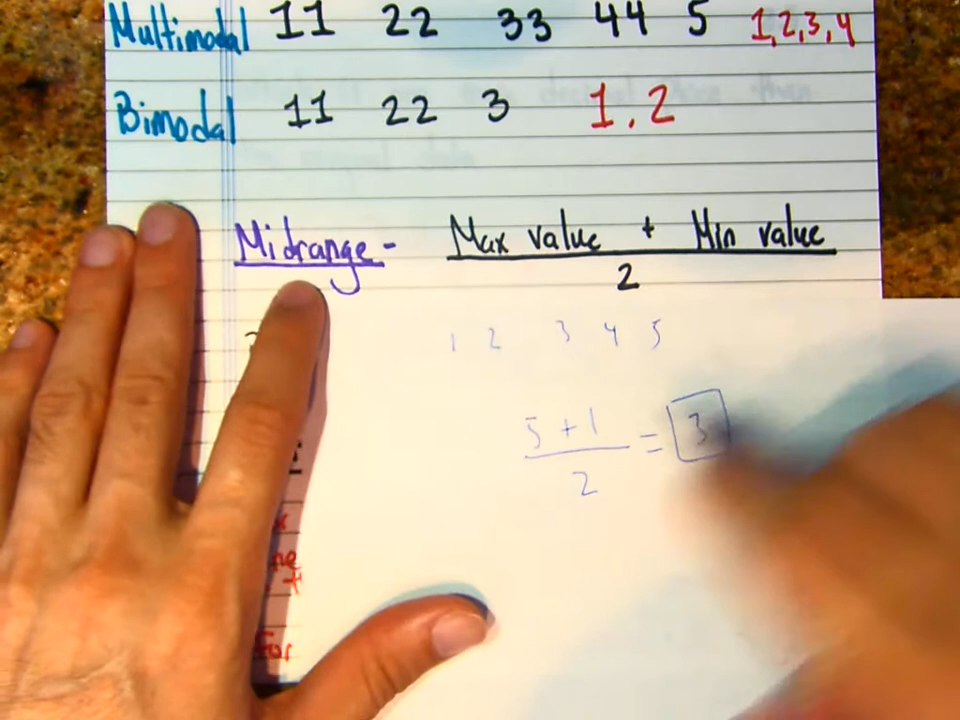 Multimodal 11 22 33 44 5 1,2,3,4
Bimodal 11 22 3 1, 2
Midrange - Max value + Min value
2
1 2 3 4 5
5 + 1
= 3
2
for